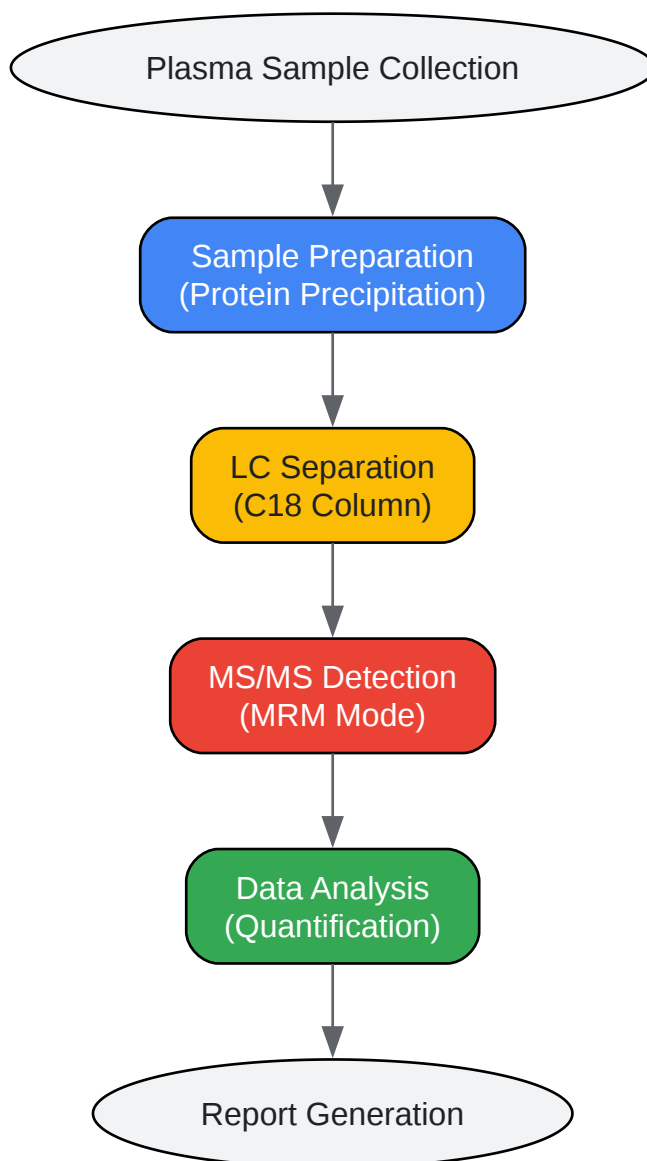 Plasma Sample Collection
Sample Preparation
(Protein Precipitation)
LC Separation
(C18 Column)
MS/MS Detection
(MRM Mode)
Data Analysis
(Quantification)
Report Generation